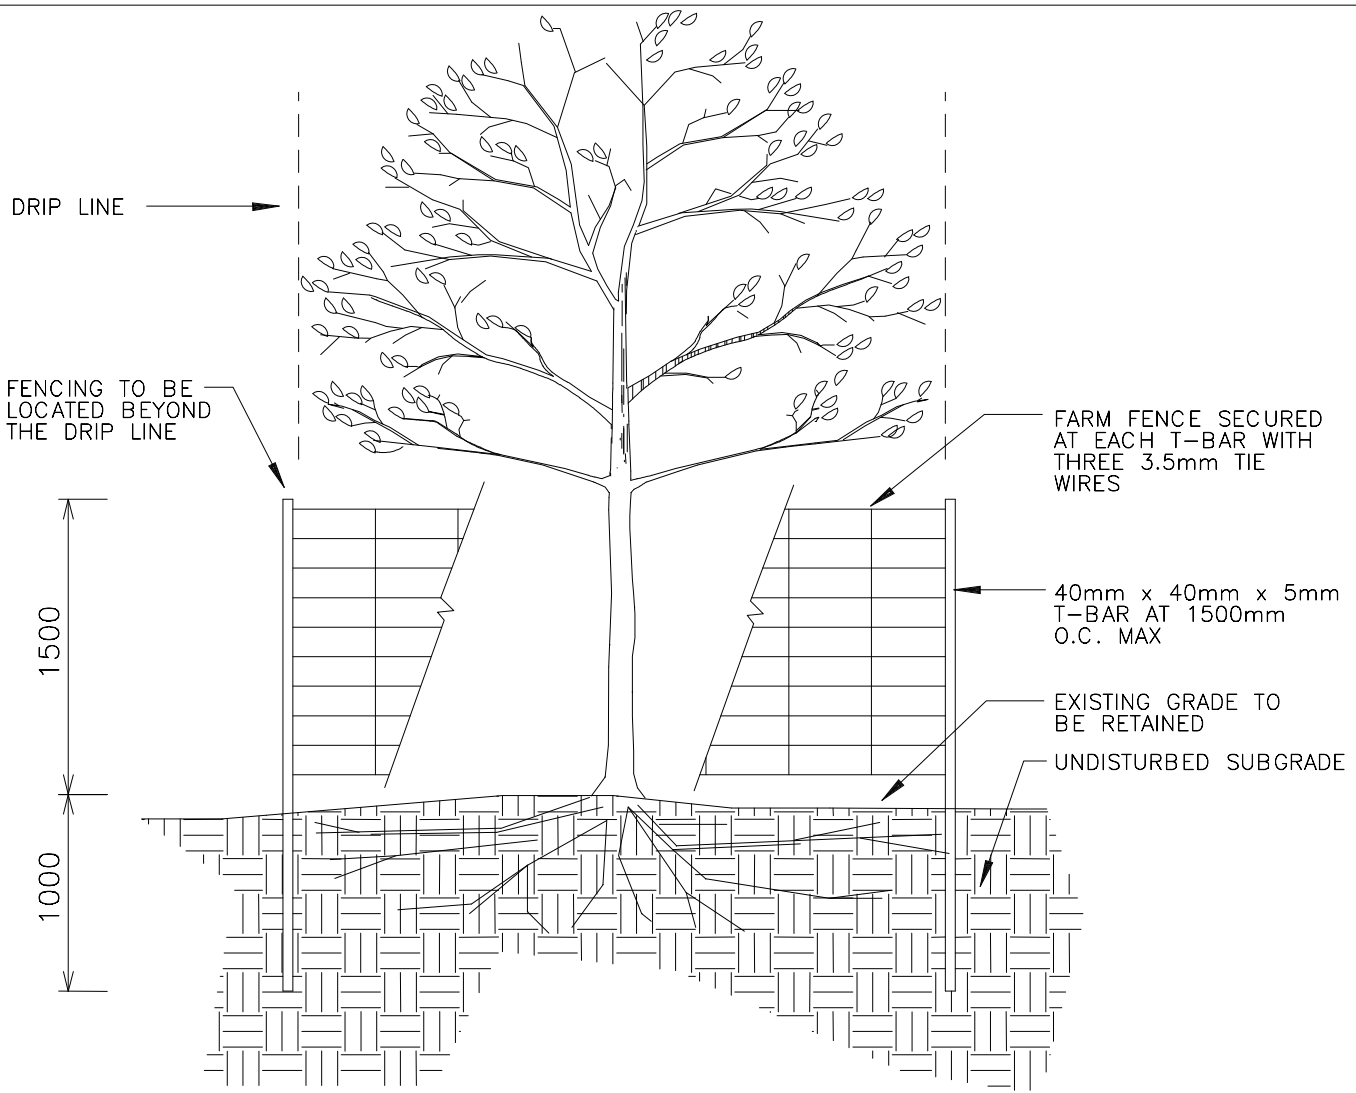 DRIP LINE
FENCING TO BE
LOCATED BEYOND
THE DRIP LINE
FARM FENCE SECURED
AT EACH T-BAR WITH
THREE 3.5mm TIE
WIRES
1500
40mm x 40mm x 5mm
T-BAR AT 1500mm
O.C. MAX
EXISTING GRADE TO
BE RETAINED
UNDISTURBED SUBGRADE
1000